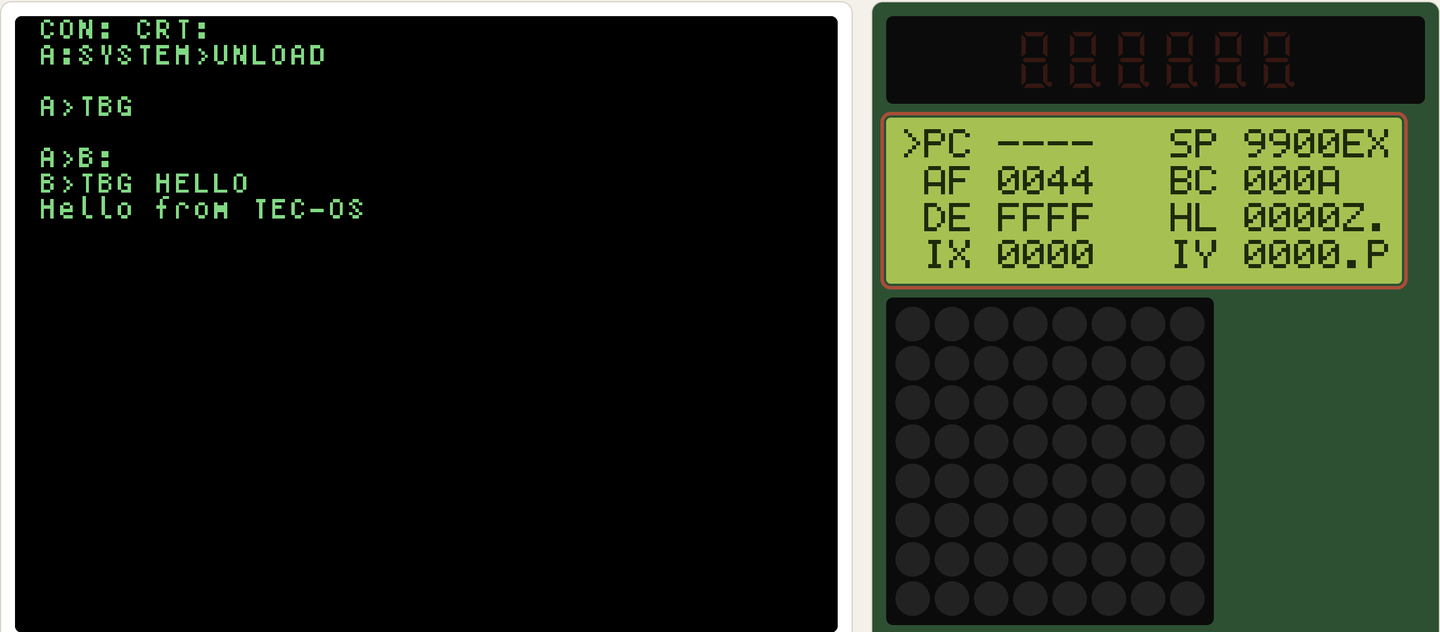 CON: CRT:
A:SYSTEM>UNLOAD
A>TBG
A>B:
B>TBG HELLO
Hello from TEC-OS
>PC ---- SP 9900EX
AF 0044 BC 000A
DE FFFF HL 0000Z.
IX 0000 IY 0000.P